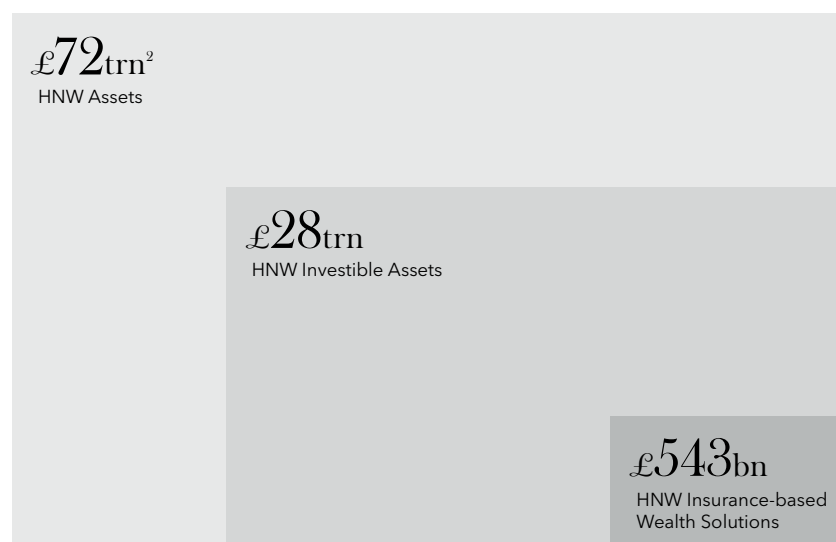 £72trn²
HNW Assets
£28trn
HNW Investible Assets
£543bn
HNW Insurance-based
Wealth Solutions